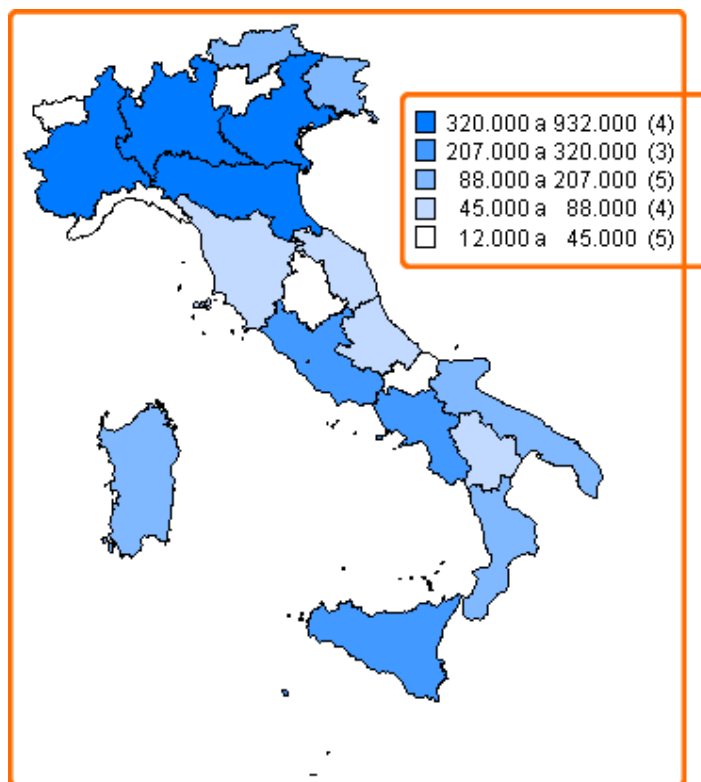 320.000 a 932.000 (4)
207.000 a 320.000 (3)
88.000 a 207.000 (5)
45.000 a 88.000 (4)
12.000 a 45.000 (5)